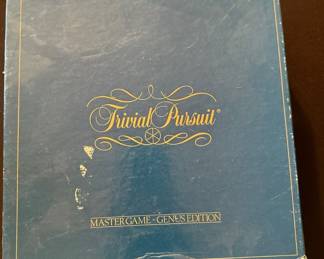 Trivial Pursuit®
MASTER GAME - GENUS EDITION